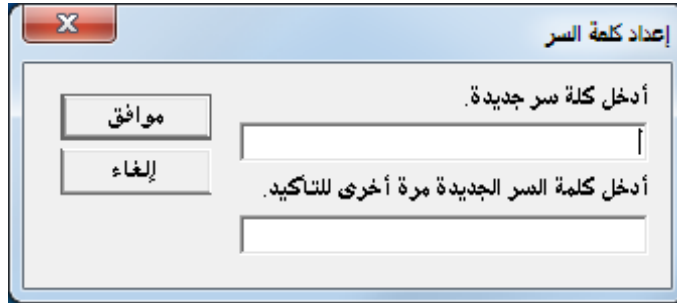 إعداد كلمة السر
أدخل كلة سر جديدة.
موافق
إلغاء
أدخل كلمة السر الجديدة مرة أخرى للتأكيد.